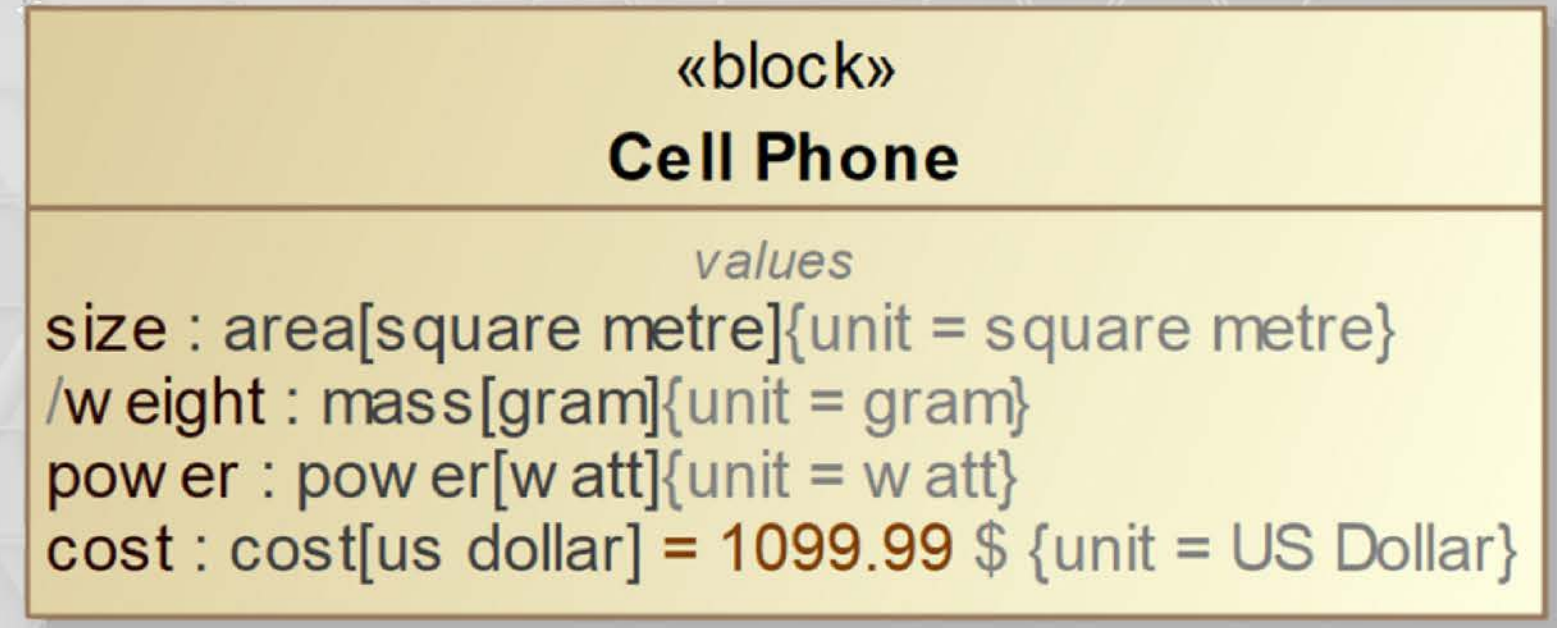 «block»
Cell Phone
values
size : area[square metre]{unit = square metre}
/weight : mass[gram]{unit = gram}
power : power[watt]{unit = watt}
cost : cost[us dollar] = 1099.99 $ {unit = US Dollar}